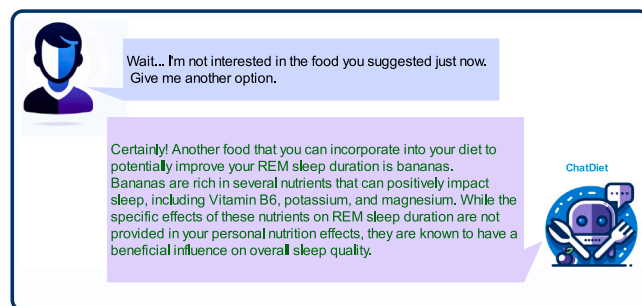 Wait... I'm not interested in the food you suggested just now.
Give me another option.
Certainly! Another food that you can incorporate into your diet to
potentially improve your REM sleep duration is bananas.
Bananas are rich in several nutrients that can positively impact
sleep, including Vitamin B6, potassium, and magnesium. While the
specific effects of these nutrients on REM sleep duration are not
provided in your personal nutrition effects, they are known to have a
beneficial influence on overall sleep quality.
ChatDiet